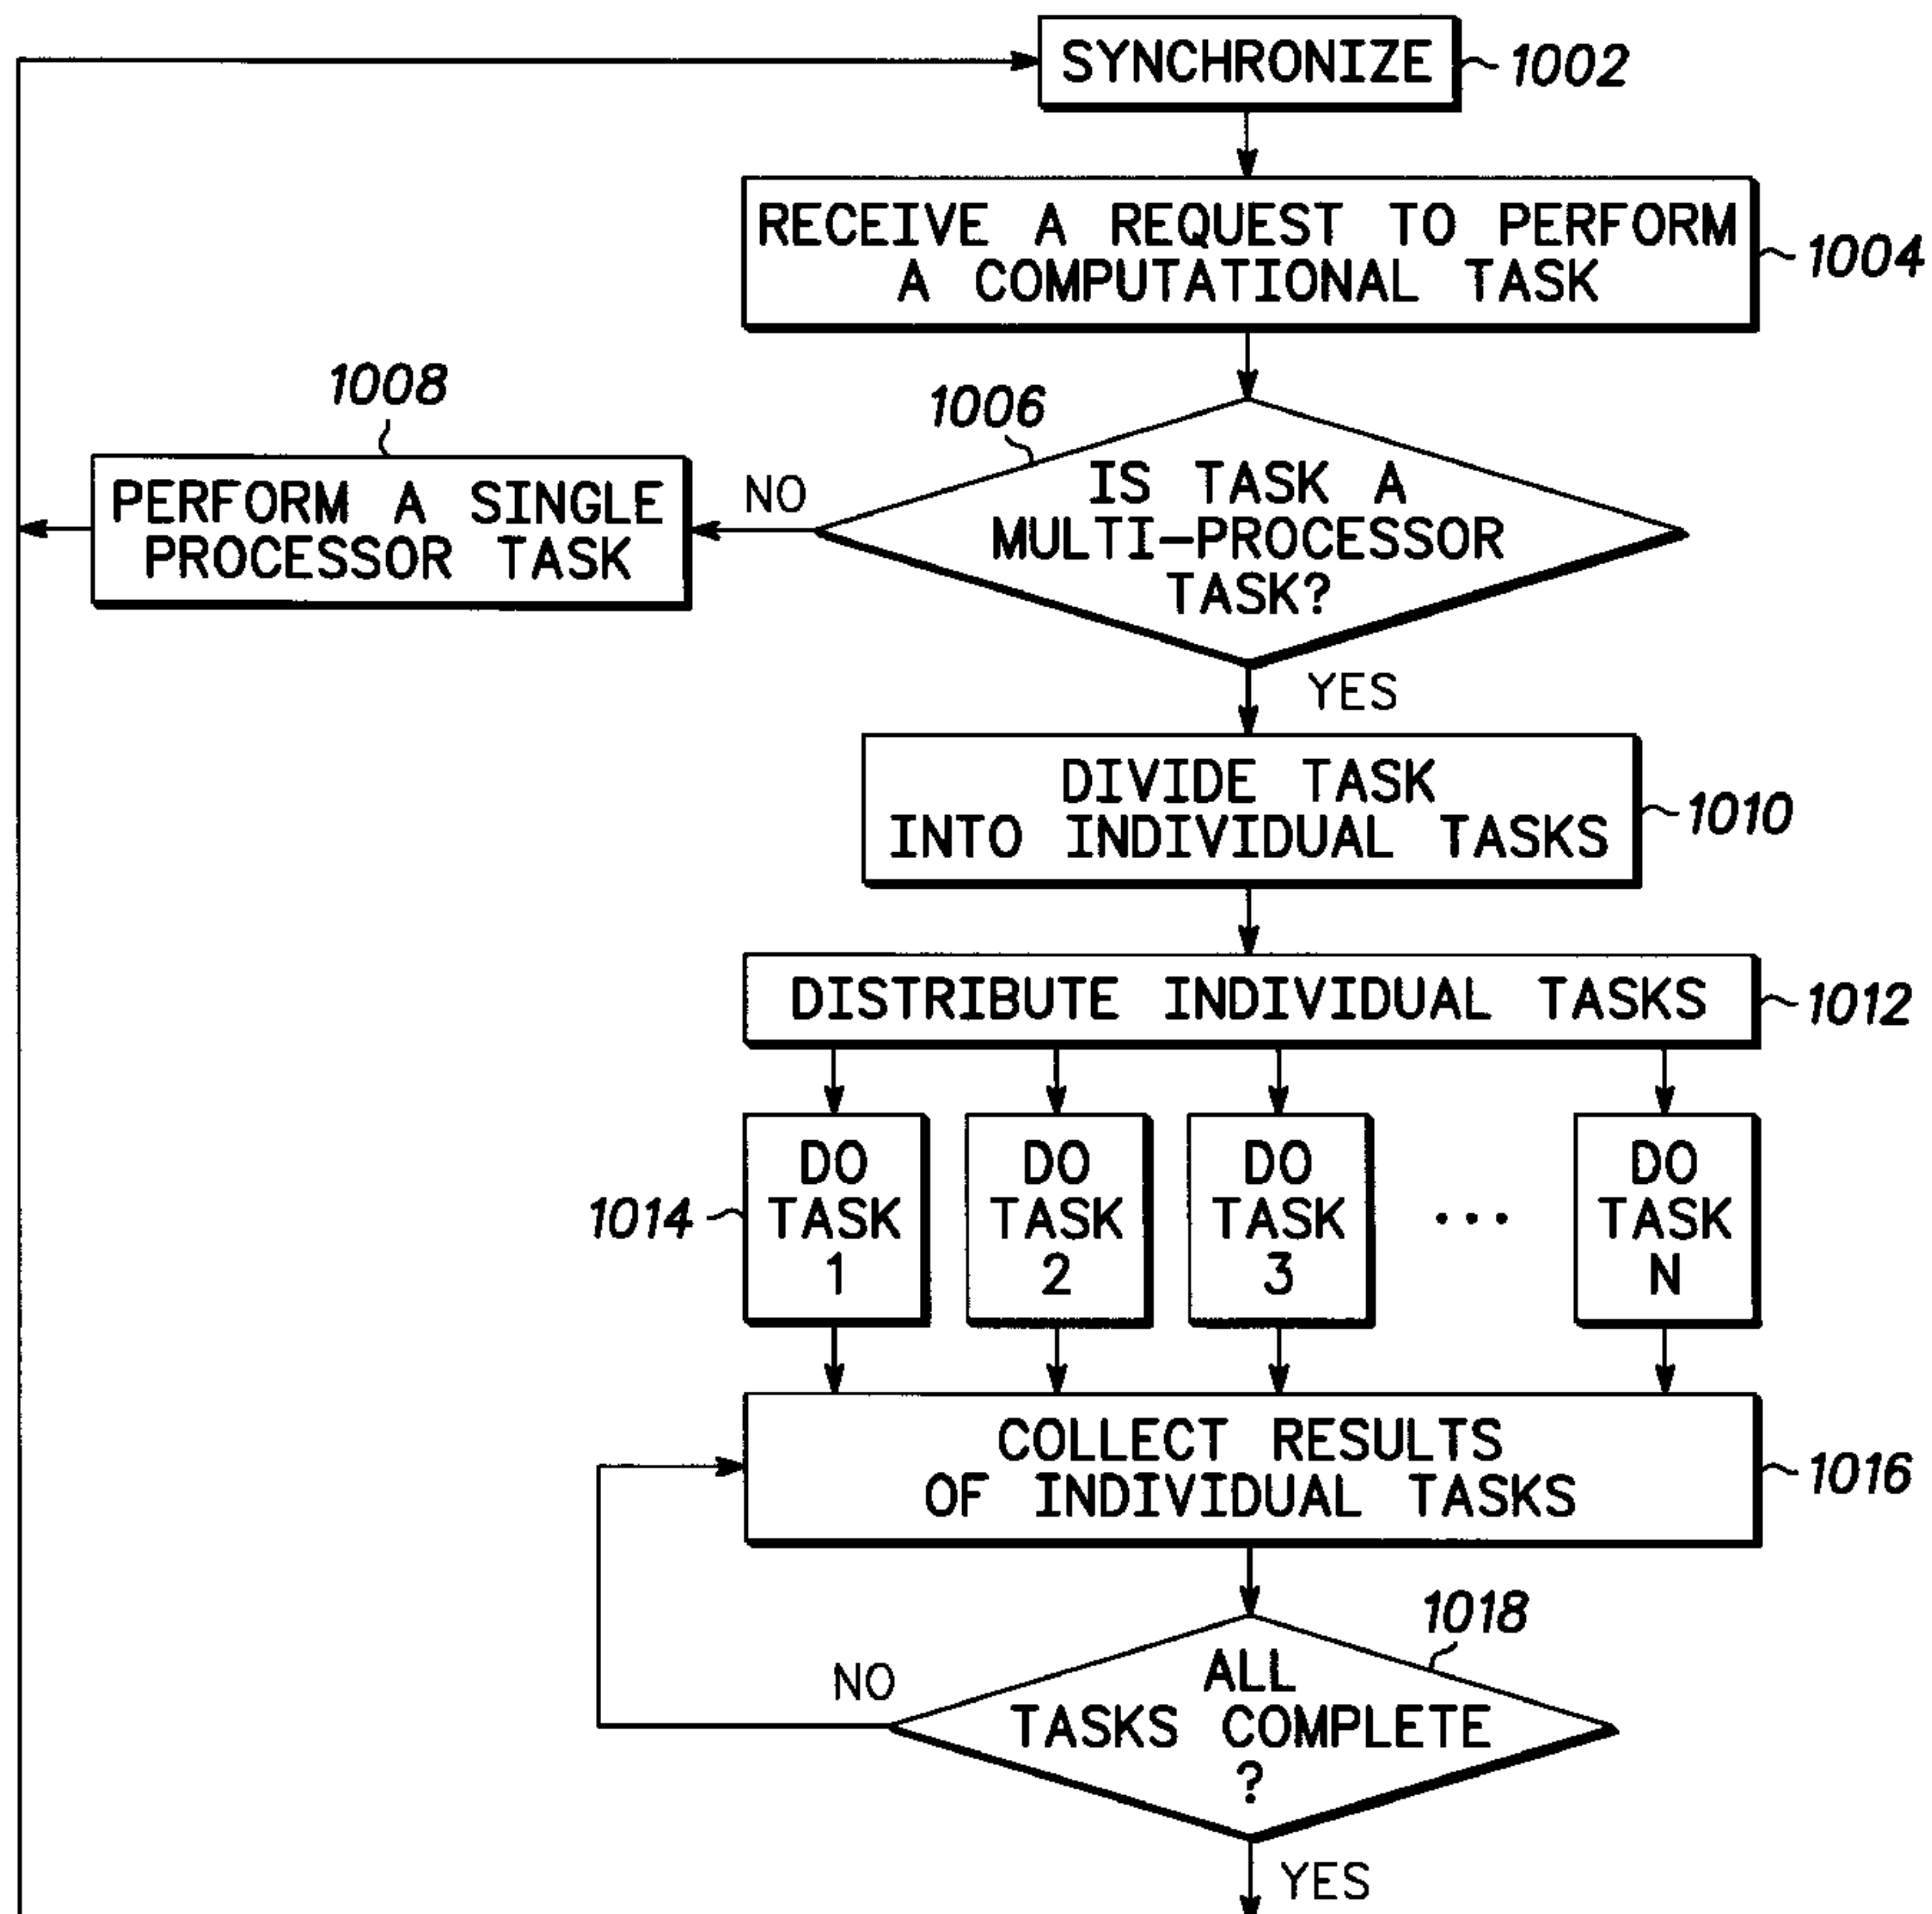 SYNCHRONIZE
1002
RECEIVE A REQUEST TO PERFORM
A COMPUTATIONAL TASK
1004
1006
IS TASK A
MULTI-PROCESSOR
TASK?
NO
1008
PERFORM A SINGLE
PROCESSOR TASK
YES
DIVIDE TASK
INTO INDIVIDUAL TASKS
1010
DISTRIBUTE INDIVIDUAL TASKS
1012
1014
DO
TASK
1
DO
TASK
2
DO
TASK
3
...
DO
TASK
N
COLLECT RESULTS
OF INDIVIDUAL TASKS
1016
1018
ALL
TASKS COMPLETE
?
NO
YES